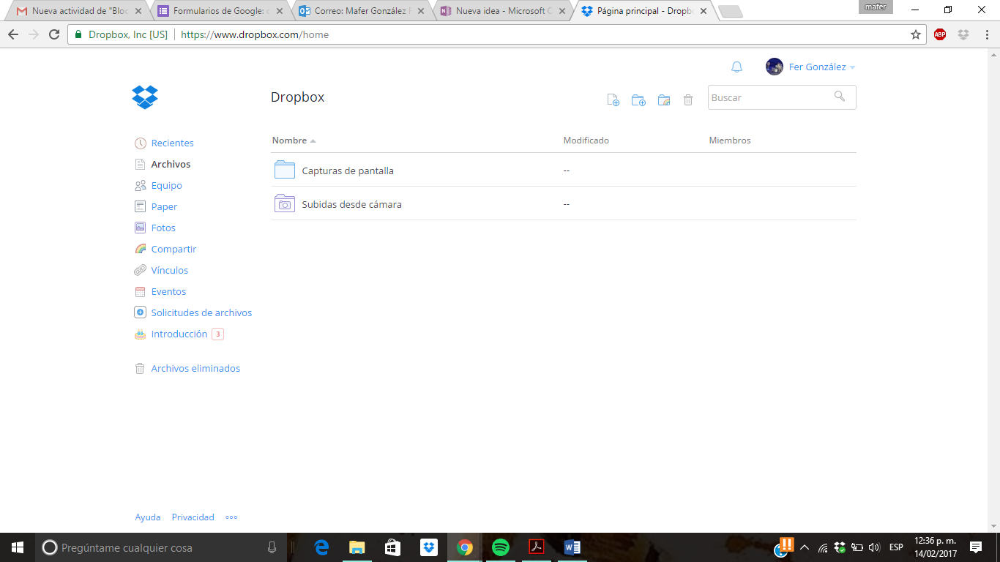 Nueva actividad de "Bloc
Formularios de Google: c
Correo: Mafer González F
Nueva idea - Microsoft O
Página principal - Dropbo
mafer
Dropbox, Inc [US] | https://www.dropbox.com/home
ABP
Fer González
Dropbox
Buscar
Nombre Modificado Miembros
Recientes
Archivos
Equipo
Paper
Fotos
Compartir
Vínculos
Eventos
Solicitudes de archivos
Introducción 3
Archivos eliminados
Capturas de pantalla --
Subidas desde cámara --
Ayuda Privacidad
Pregúntame cualquier cosa
ESP
12:36 p. m.
14/02/2017